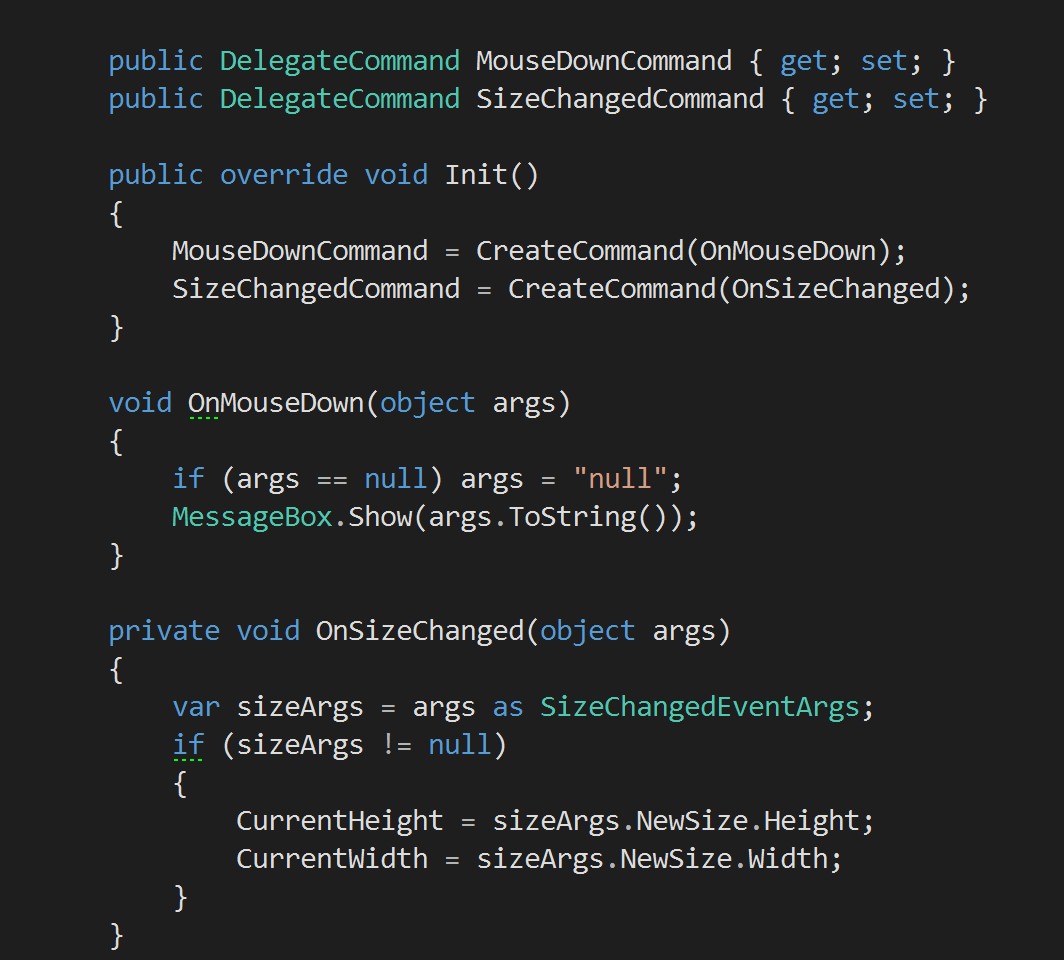 public DelegateCommand MouseDownCommand { get; set; }
public DelegateCommand SizeChangedCommand { get; set; }
public override void Init()
{
MouseDownCommand = CreateCommand(OnMouseDown);
SizeChangedCommand = CreateCommand(OnSizeChanged);
}
void OnMouseDown(object args)
{
if (args == null) args = "null";
MessageBox.Show(args.ToString());
}
private void OnSizeChanged(object args)
{
var sizeArgs = args as SizeChangedEventArgs;
if (sizeArgs != null)
{
CurrentHeight = sizeArgs.NewSize.Height;
CurrentWidth = sizeArgs.NewSize.Width;
}
}